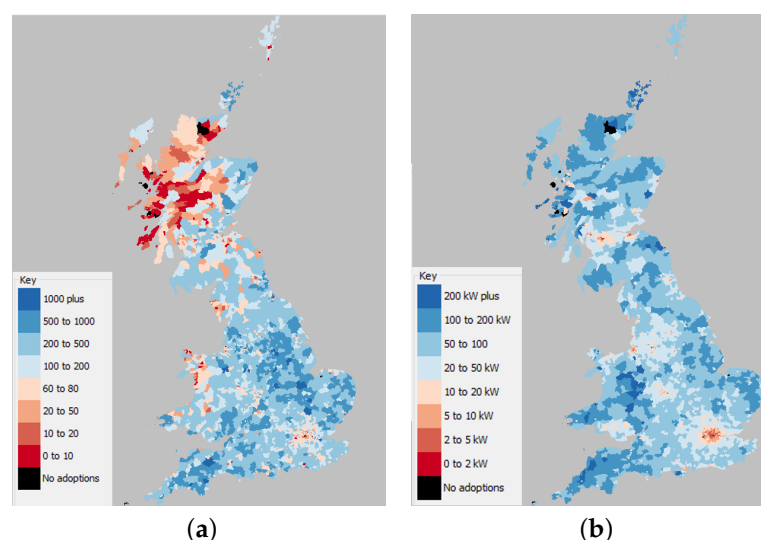 Key
1000 plus
500 to 1000
200 to 500
100 to 200
60 to 80
20 to 50
10 to 20
0 to 10
No adoptions
(a)
Key
200 kW plus
100 to 200 kW
50 to 100
20 to 50 kW
10 to 20 kW
5 to 10 kW
2 to 5 kW
0 to 2 kW
No adoptions
(b)